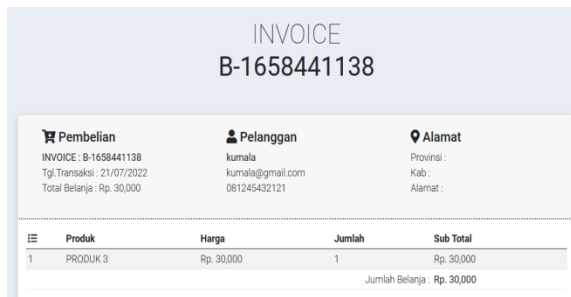 INVOICE
B-1658441138
Pembelian
INVOICE : B-1658441138
Tgl.Transaksi : 21/07/2022
Total Belanja : Rp. 30,000
Pelanggan
kumala
kumala@gmail.com
081245432121
Alamat
Provinsi :
Kab :
Alamat :
Produk Harga Jumlah Sub Total
1 PRODUK 3 Rp. 30,000 1 Rp. 30,000
Jumlah Belanja : Rp. 30,000